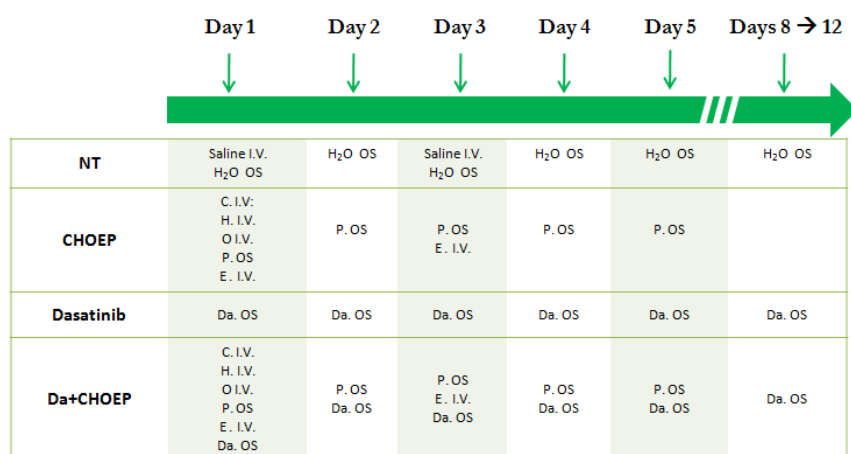 Day 1 Day 2 Day 3 Day 4 Day 5 Days 8 → 12
NT
Saline I.V.
H₂O OS
H₂O OS
Saline I.V.
H₂O OS
H₂O OS
H₂O OS
H₂O OS
CHOEP
C. I.V:
H. I.V.
O I.V.
P. OS
E. I.V.
P. OS
P. OS
E. I.V.
P. OS
P. OS
Dasatinib
Da. OS
Da. OS
Da. OS
Da. OS
Da. OS
Da. OS
Da+CHOEP
C. I.V.
H. I.V.
O I.V.
P. OS
E. I.V.
Da. OS
P. OS
Da. OS
P. OS
E. I.V.
Da. OS
P. OS
Da. OS
P. OS
Da. OS
Da. OS